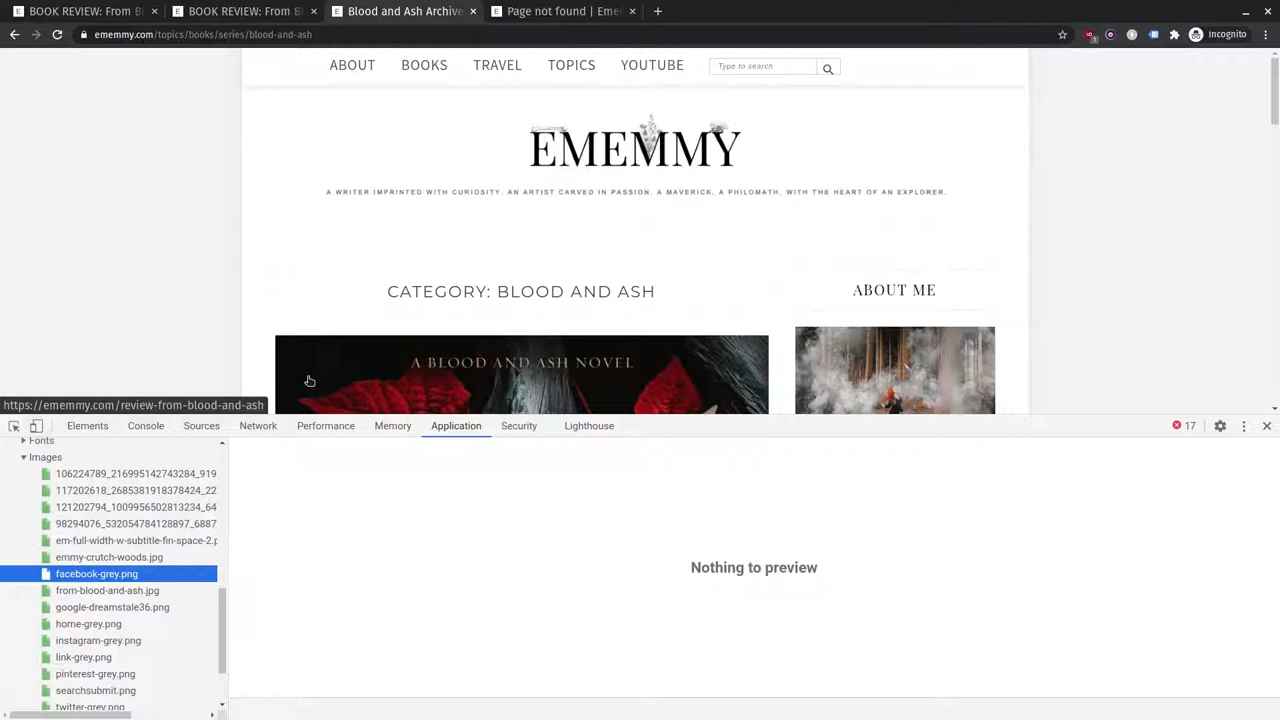 BOOK REVIEW: From Bl
BOOK REVIEW: From Bl
Blood and Ash Archive
Page not found | Eme
ememmy.com/topics/books/series/blood-and-ash
Incognito
ABOUT
BOOKS
TRAVEL
TOPICS
YOUTUBE
Type to search
EMEMMY
A WRITER IMPRINTED WITH CURIOSITY. AN ARTIST CARVED IN PASSION. A MAVERICK, A PHILOMATH, WITH THE HEART OF AN EXPLORER.
CATEGORY: BLOOD AND ASH
ABOUT ME
A BLOOD AND ASH NOVEL
https://ememmy.com/review-from-blood-and-ash
Elements
Console
Sources
Network
Performance
Memory
Application
Security
Lighthouse
17
Fonts
Images
106224789_216995142743284_919
117202618_2685381918378424_22
121202794_1009956502813234_64
98294076_532054784128897_6887
em-full-width-w-subtitle-fin-space-2.p
emmy-crutch-woods.jpg
facebook-grey.png
from-blood-and-ash.jpg
google-dreamstale36.png
home-grey.png
instagram-grey.png
link-grey.png
pinterest-grey.png
searchsubmit.png
twitter-grey.png
Nothing to preview